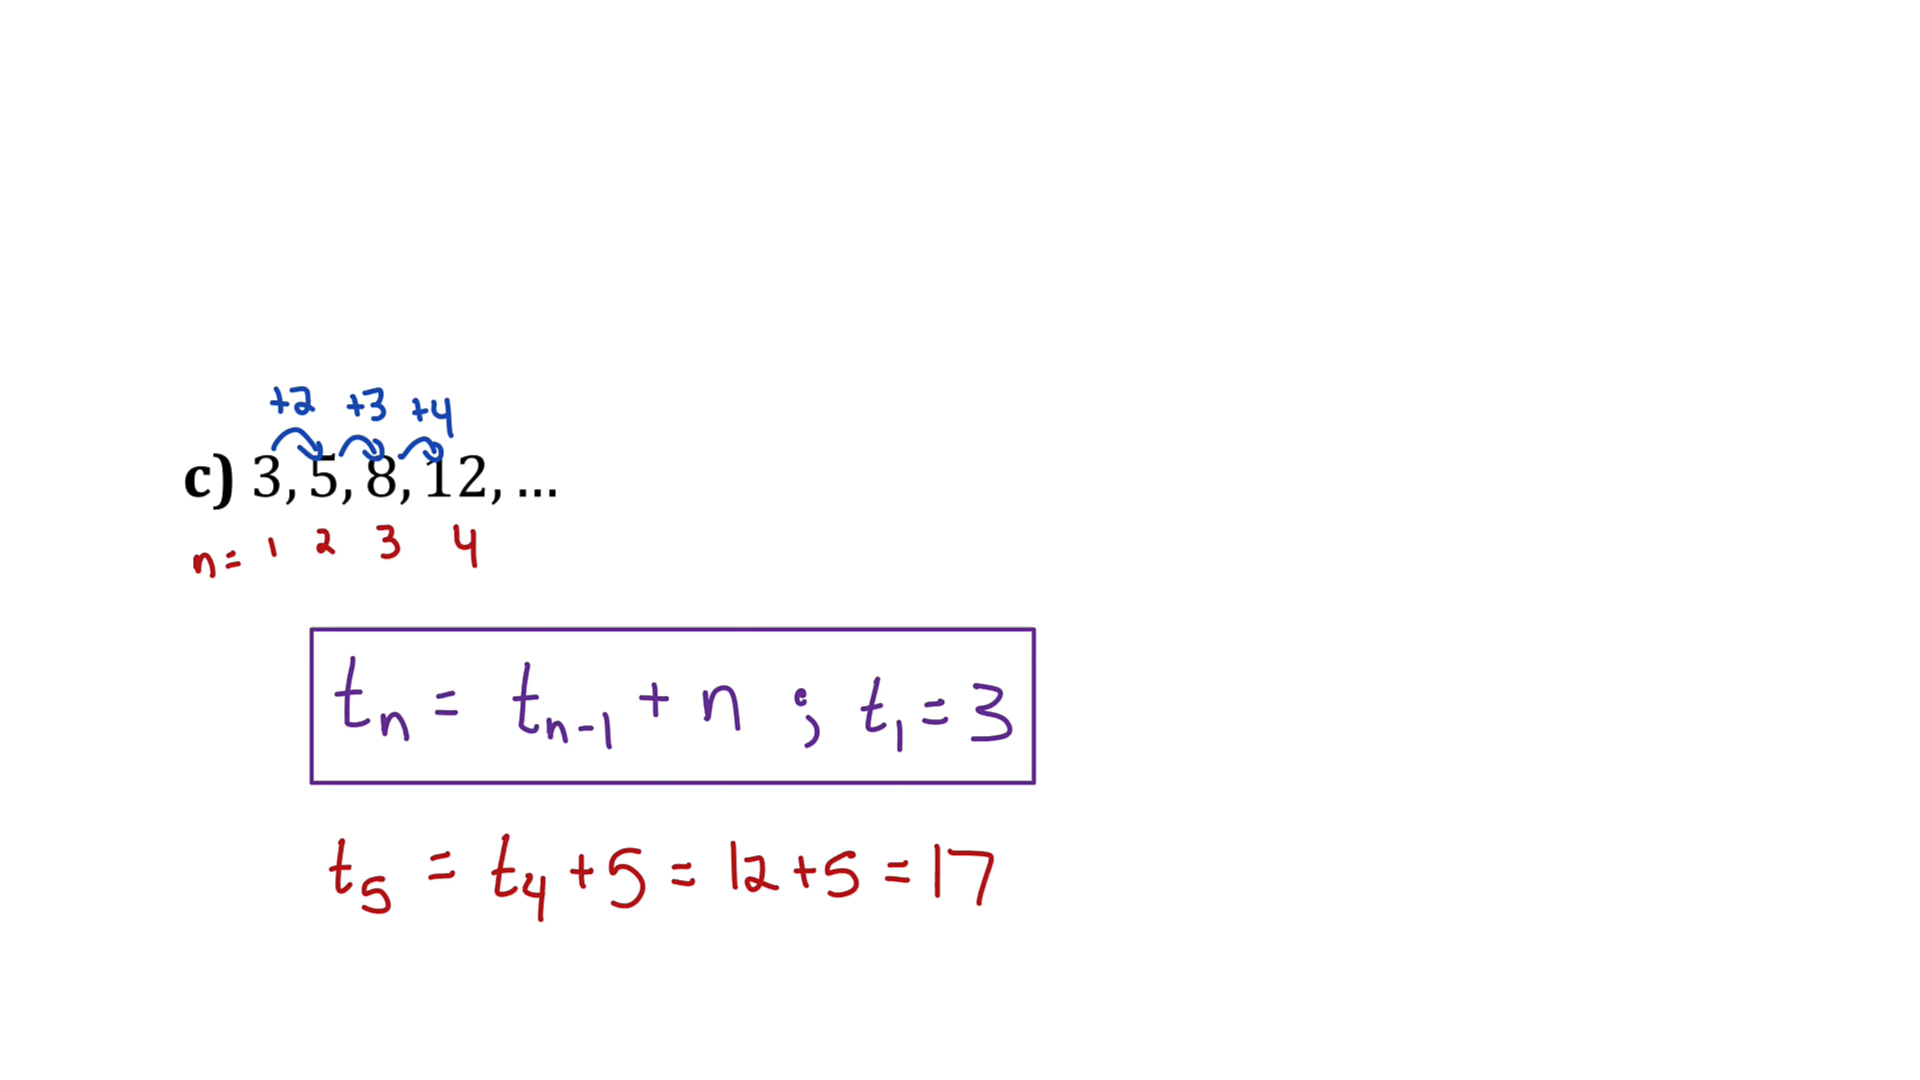 +2 +3 +4
c) 3, 5, 8, 12, ...
n = 1 2 3 4
tₙ = tₙ₋₁ + n ; t₁ = 3
t₅ = t₄ + 5 = 12 + 5 = 17